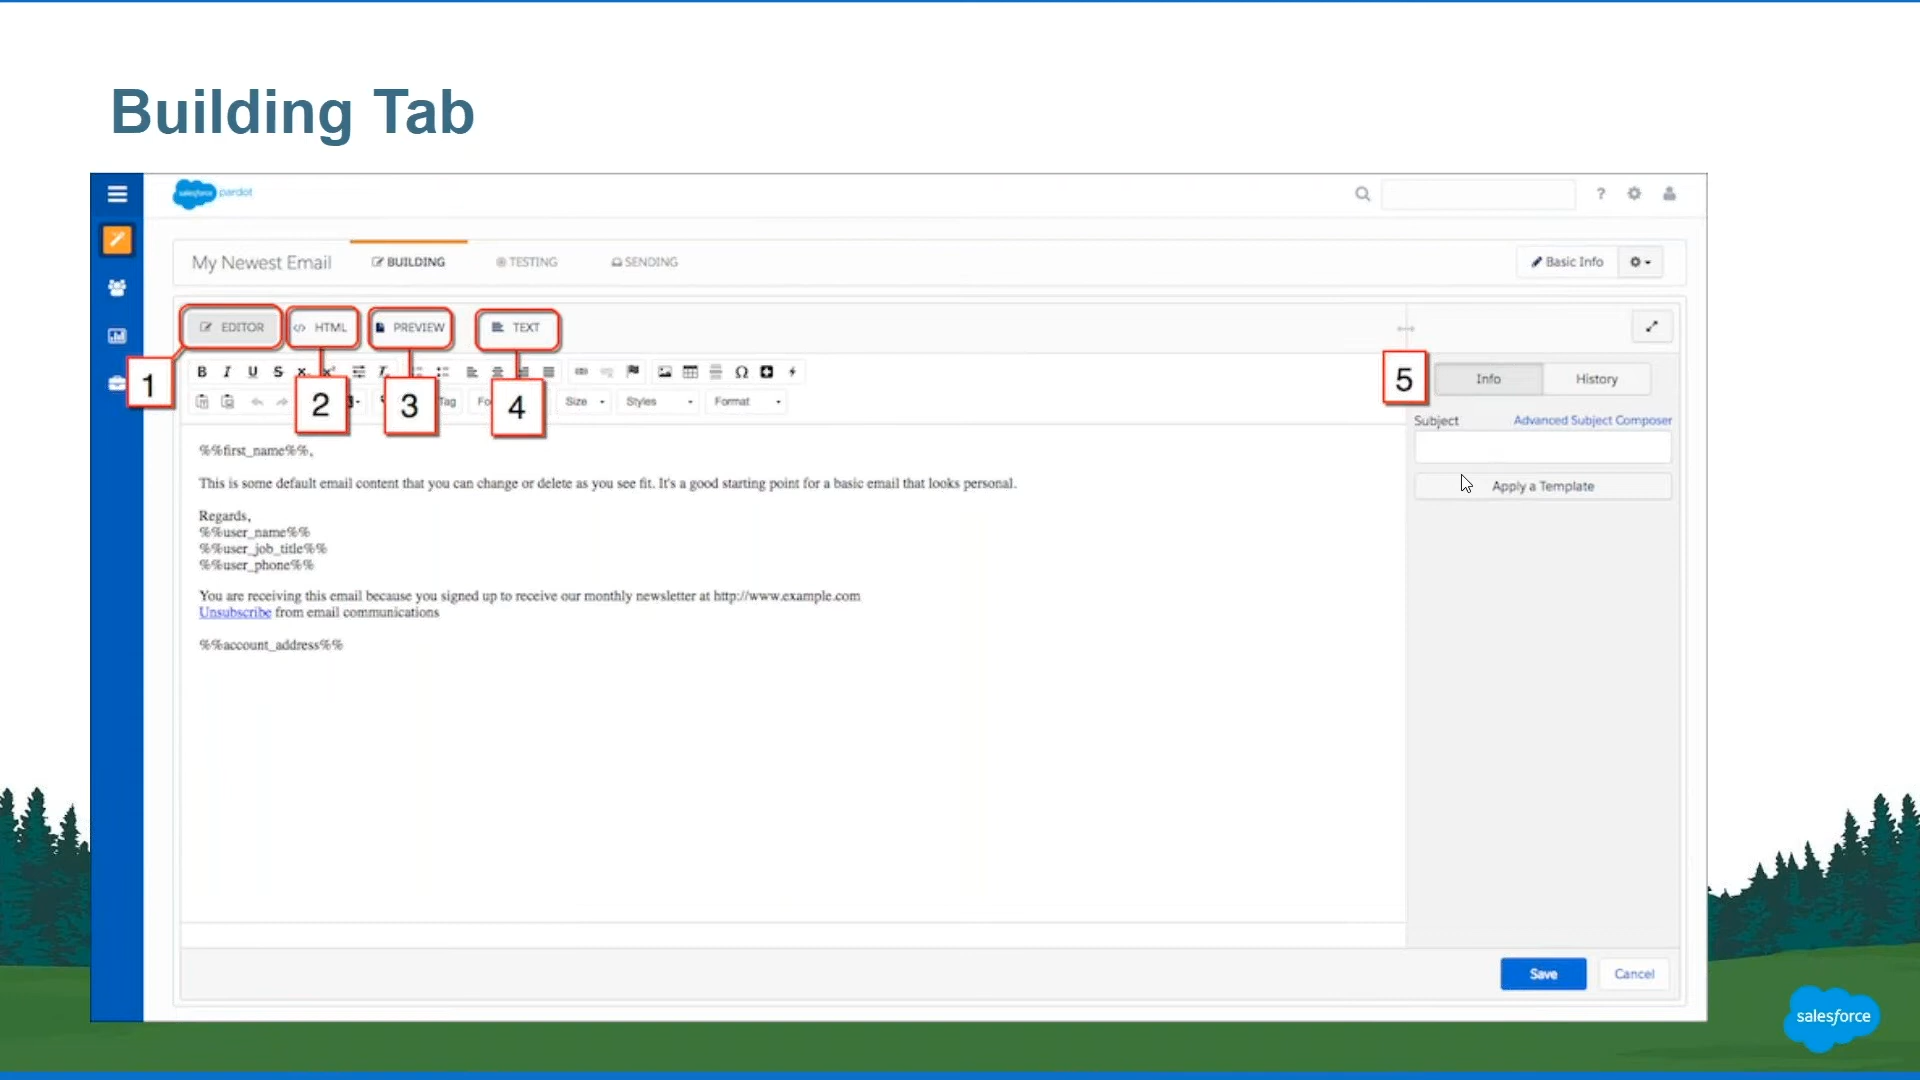 Building Tab
salesforce pardot
?
My Newest Email
BUILDING
TESTING
SENDING
Basic Info
EDITOR
HTML
PREVIEW
TEXT
1
2
3
4
5
B I U S
Ω
Tag
Size
Styles
Format
Info
History
Subject
Advanced Subject Composer
Apply a Template
%%first_name%%,
This is some default email content that you can change or delete as you see fit. It's a good starting point for a basic email that looks personal.
Regards,
%%user_name%%
%%user_job_title%%
%%user_phone%%
You are receiving this email because you signed up to receive our monthly newsletter at http://www.example.com
Unsubscribe from email communications
%%account_address%%
Save
Cancel
salesforce